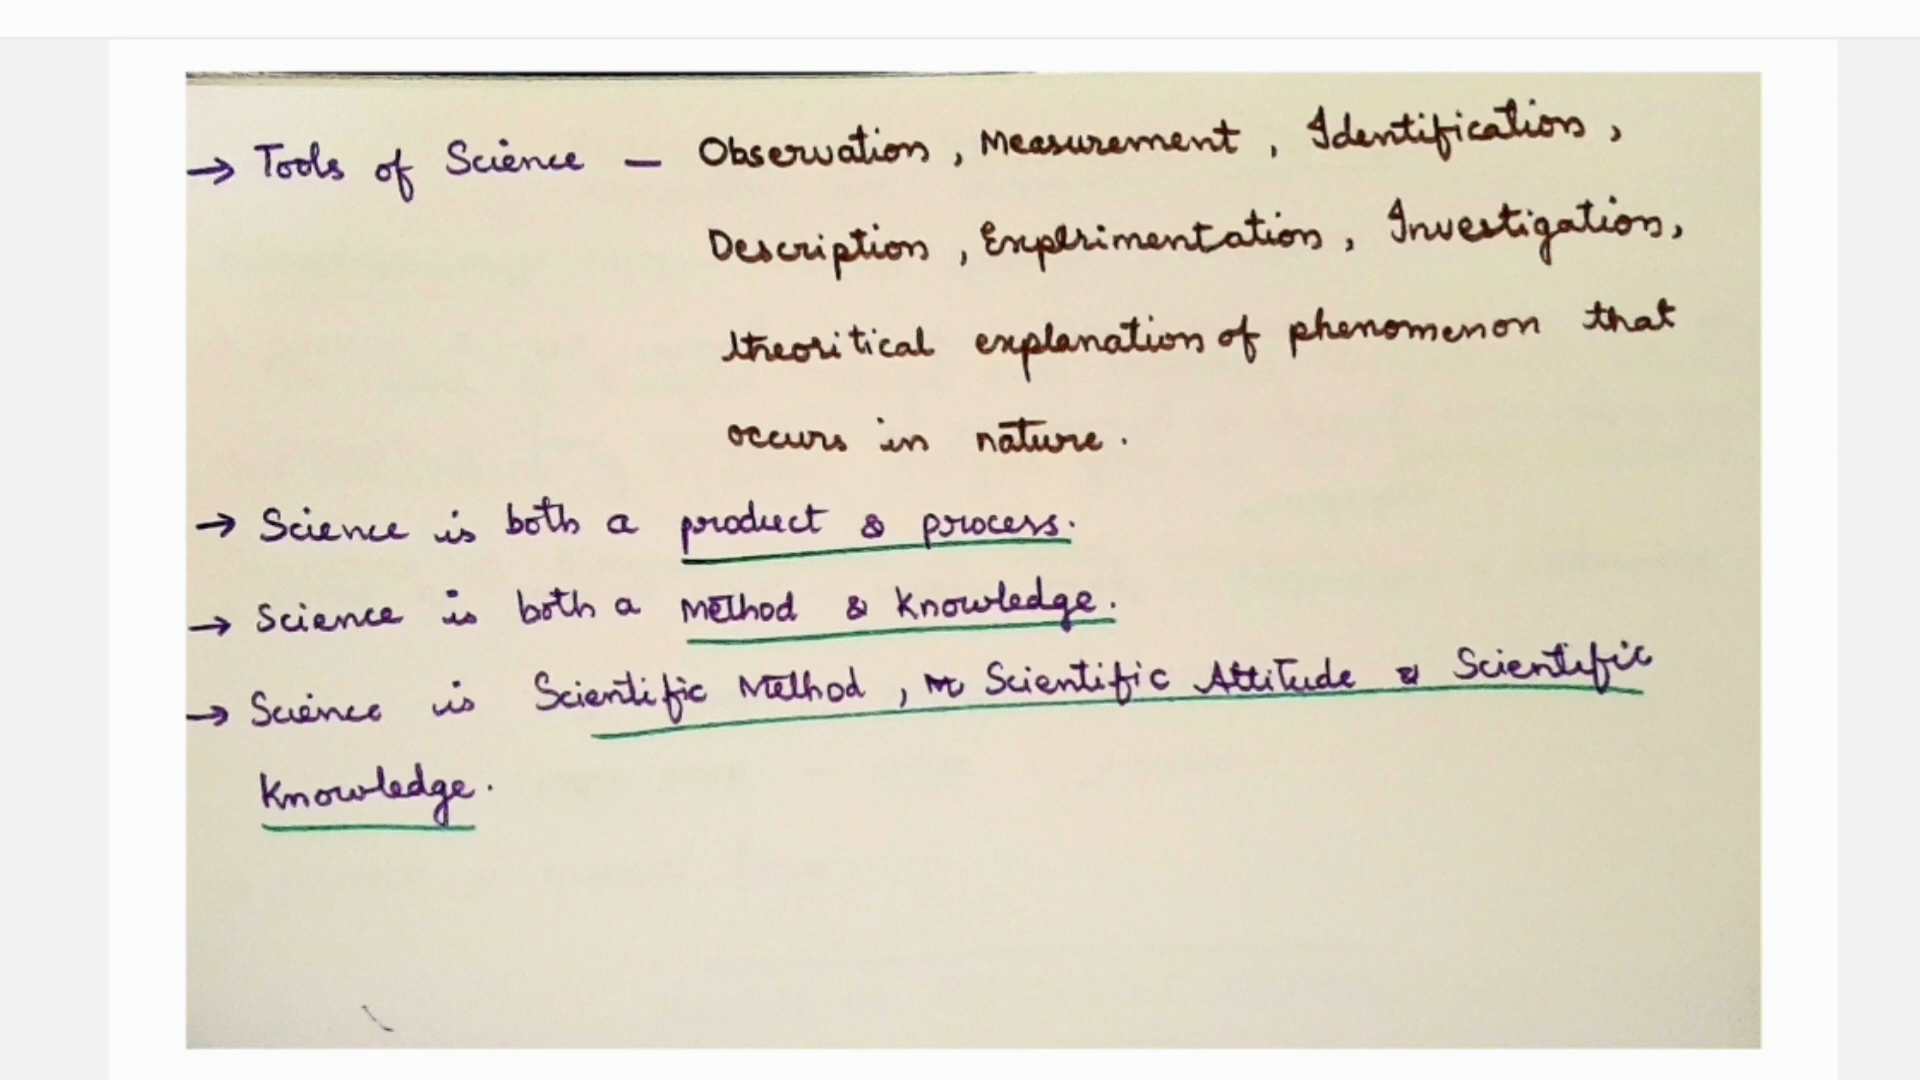 → Tools of Science – Observation, Measurement, Identification,
Description, Experimentation, Investigation,
theoritical explanation of phenomenon that
occurs in nature.
→ Science is both a product & process.
→ Science is both a Method & Knowledge.
→ Science is Scientific Method, Scientific Attitude & Scientific
Knowledge.